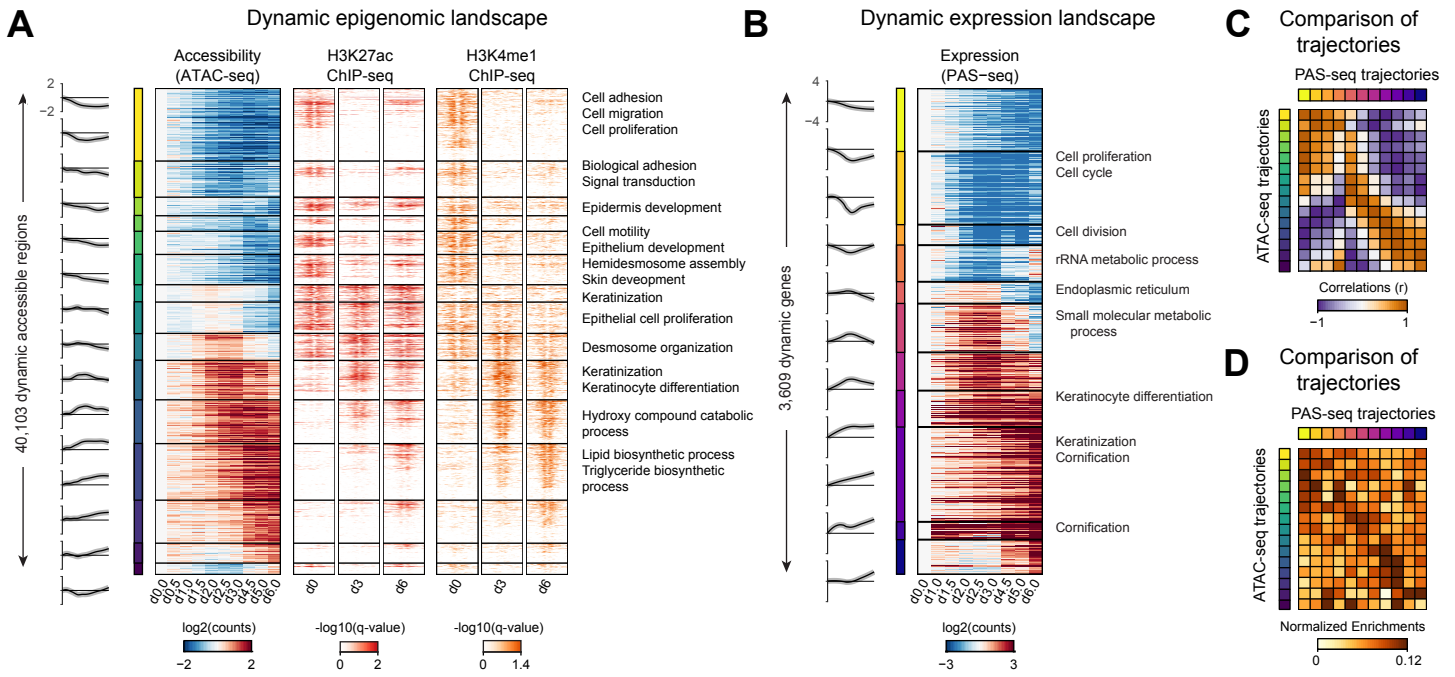 A
Dynamic epigenomic landscape
Accessibility
(ATAC-seq)
H3K27ac
ChIP-seq
H3K4me1
ChIP-seq
2
−2
40,103 dynamic accessible regions
Cell adhesion
Cell migration
Cell proliferation
Biological adhesion
Signal transduction
Epidermis development
Cell motility
Epithelium development
Hemidesmosome assembly
Skin development
Keratinization
Epithelial cell proliferation
Desmosome organization
Keratinization
Keratinocyte differentiation
Hydroxy compound catabolic
process
Lipid biosynthetic process
Triglyceride biosynthetic
process
d0.0
d0.5
d1.0
d1.5
d2.0
d2.5
d3.0
d4.5
d5.0
d6.0
d0
d3
d6
d0
d3
d6
log2(counts)
−2
2
-log10(q-value)
0
2
-log10(q-value)
0
1.4
B
Dynamic expression landscape
Expression
(PAS−seq)
4
−4
3,609 dynamic genes
Cell proliferation
Cell cycle
Cell division
rRNA metabolic process
Endoplasmic reticulum
Small molecular metabolic
process
Keratinocyte differentiation
Keratinization
Cornification
Cornification
d0.0
d1.0
d1.5
d2.0
d2.5
d3.0
d4.5
d5.0
d6.0
log2(counts)
−3
3
C
Comparison of
trajectories
PAS-seq trajectories
ATAC-seq trajectories
Correlations (r)
−1
1
D
Comparison of
trajectories
PAS-seq trajectories
ATAC-seq trajectories
Normalized Enrichments
0
0.12